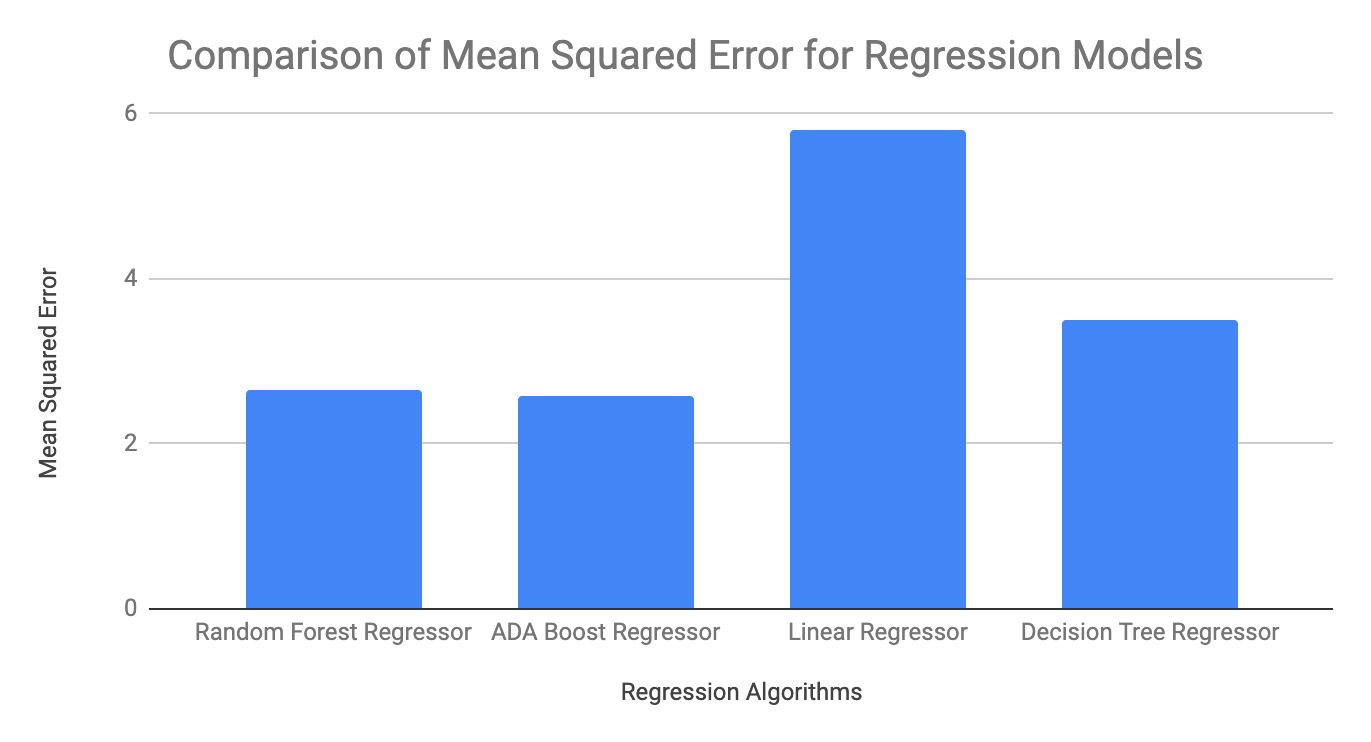 Comparison of Mean Squared Error for Regression Models
6
4
2
0
Mean Squared Error
Random Forest Regressor
ADA Boost Regressor
Linear Regressor
Decision Tree Regressor
Regression Algorithms